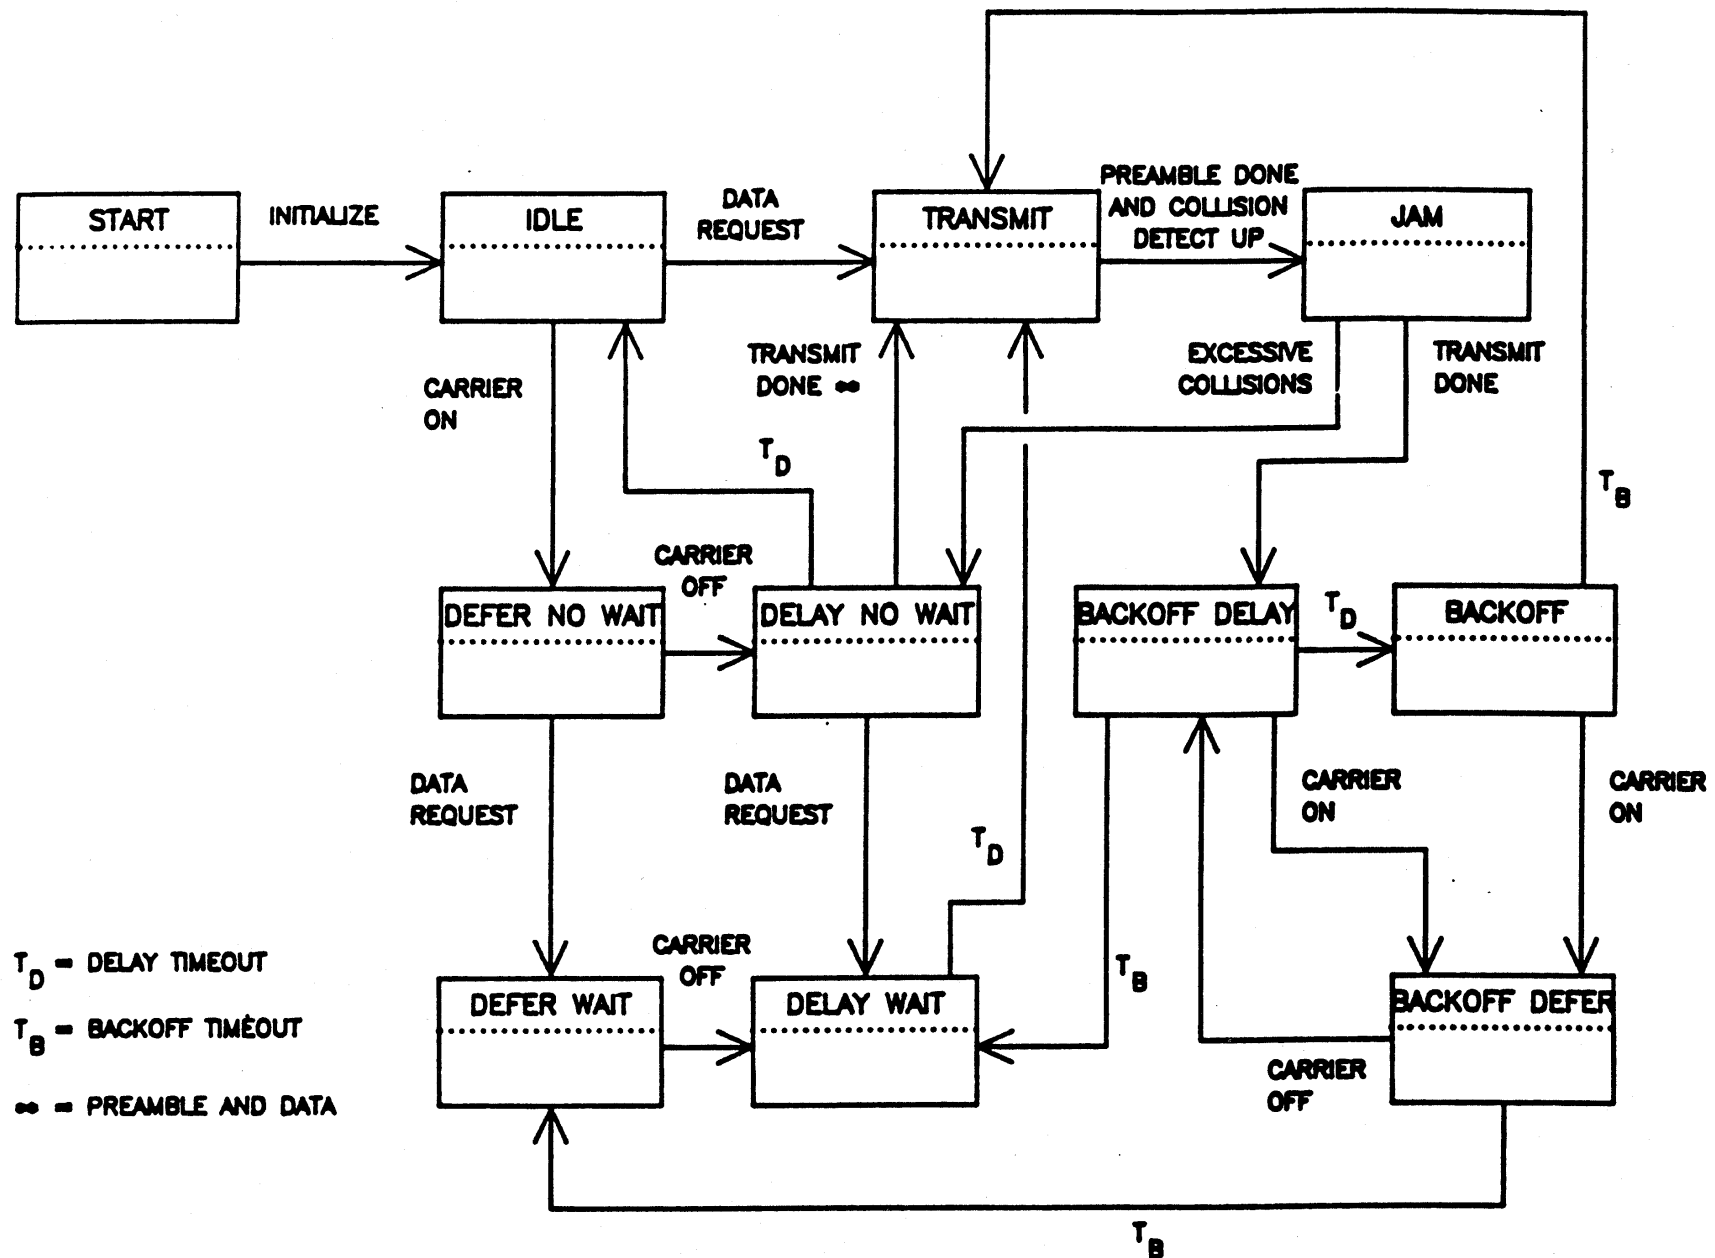 START
INITIALIZE
IDLE
DATA
REQUEST
TRANSMIT
PREAMBLE DONE
AND COLLISION
DETECT UP
JAM
CARRIER
ON
TRANSMIT
DONE ∞
EXCESSIVE
COLLISIONS
TRANSMIT
DONE
T_D
T_B
DEFER NO WAIT
CARRIER
OFF
DELAY NO WAIT
BACKOFF DELAY
T_D
BACKOFF
DATA
REQUEST
DATA
REQUEST
T_D
CARRIER
ON
CARRIER
ON
T_D = DELAY TIMEOUT
T_B = BACKOFF TIMEOUT
∞ = PREAMBLE AND DATA
DEFER WAIT
CARRIER
OFF
DELAY WAIT
T_B
BACKOFF DEFER
CARRIER
OFF
T_B